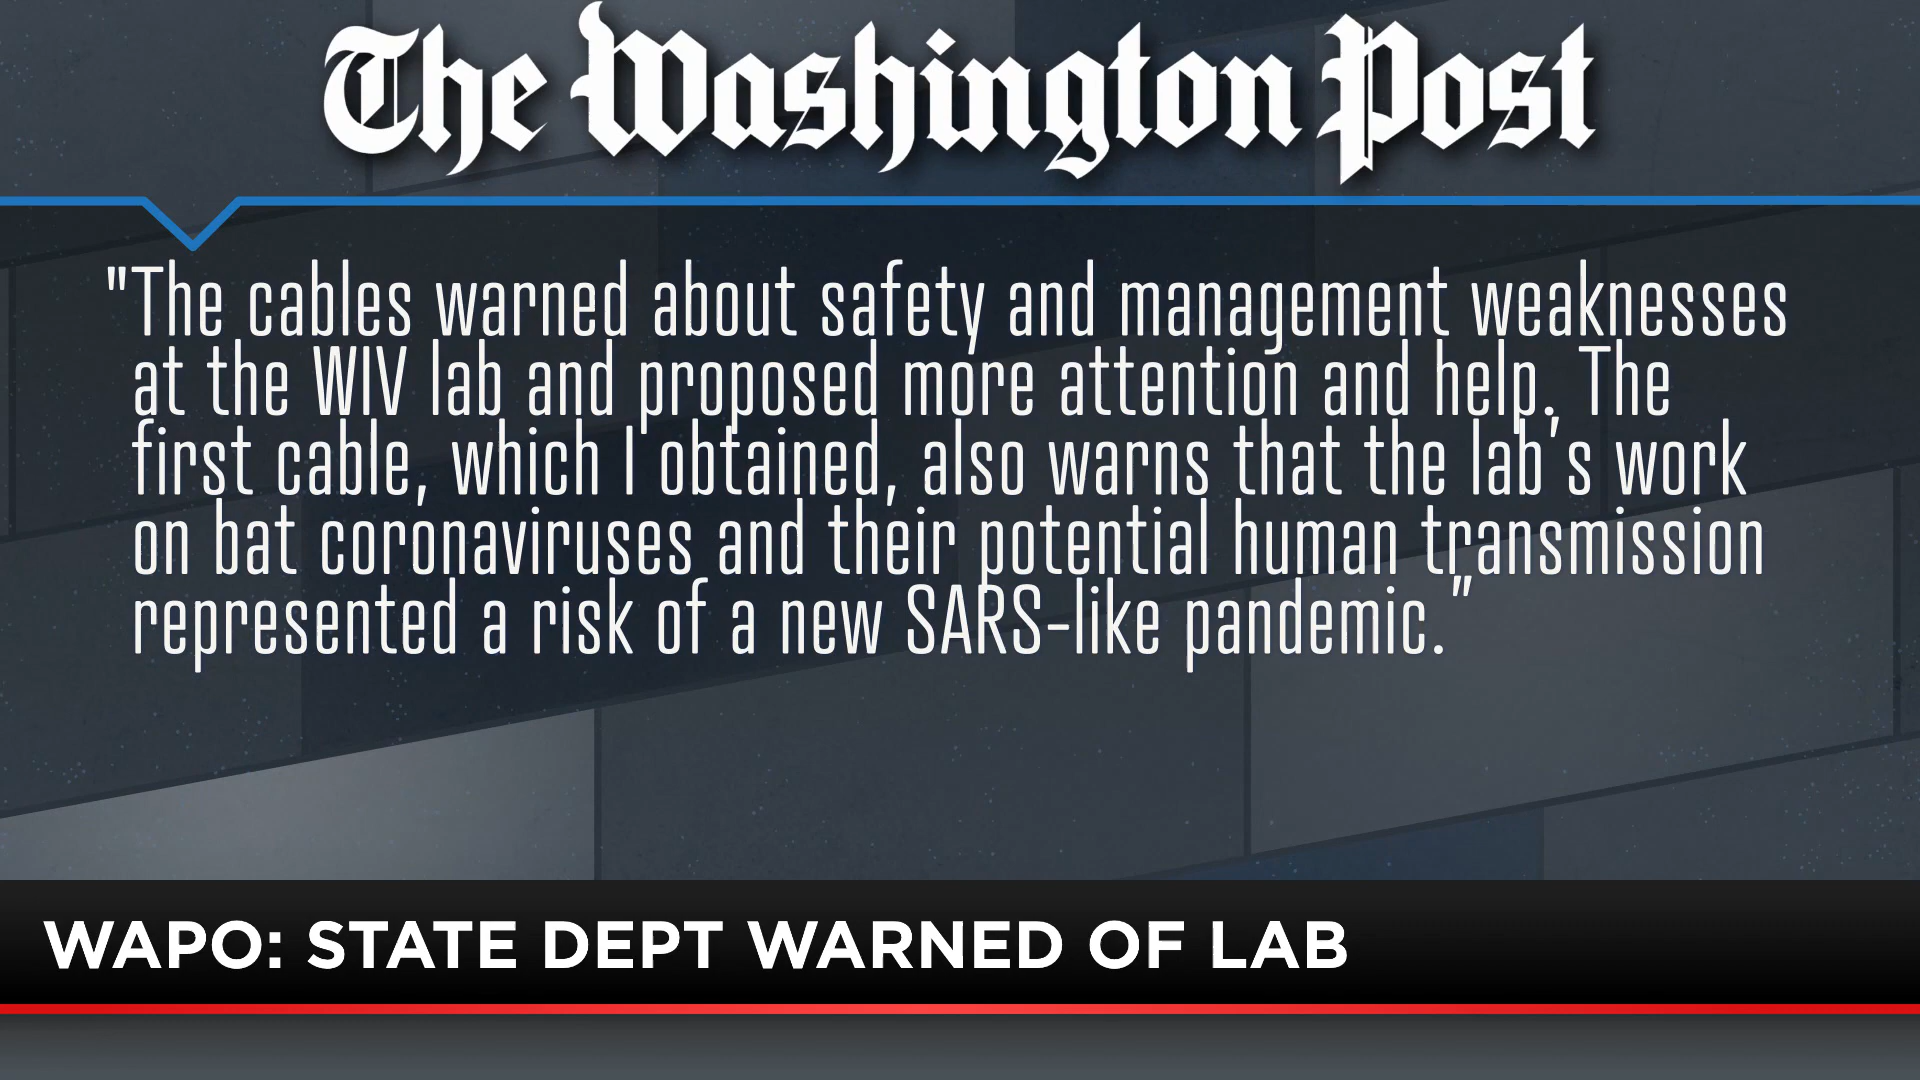 The Washington Post
"The cables warned about safety and management weaknesses
at the WIV lab and proposed more attention and help. The
first cable, which I obtained, also warns that the lab's work
on bat coronaviruses and their potential human transmission
represented a risk of a new SARS-like pandemic."
WAPO: STATE DEPT WARNED OF LAB